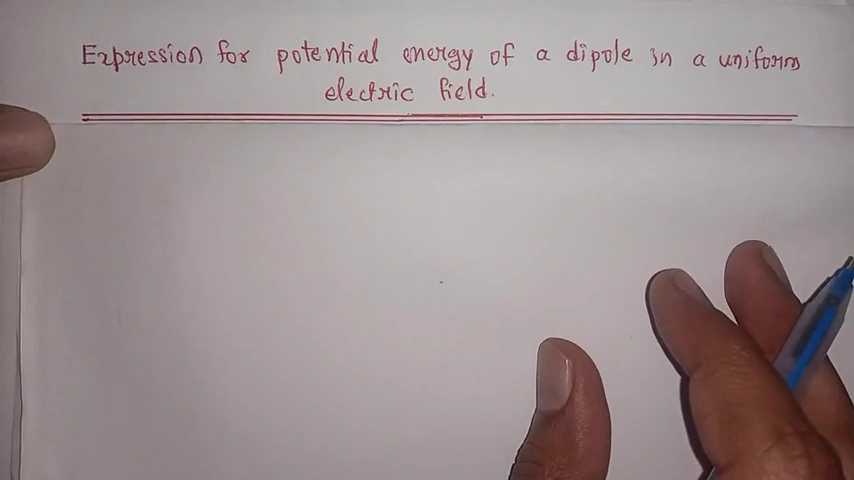 Expression for potential energy of a dipole in a uniform
electric field.